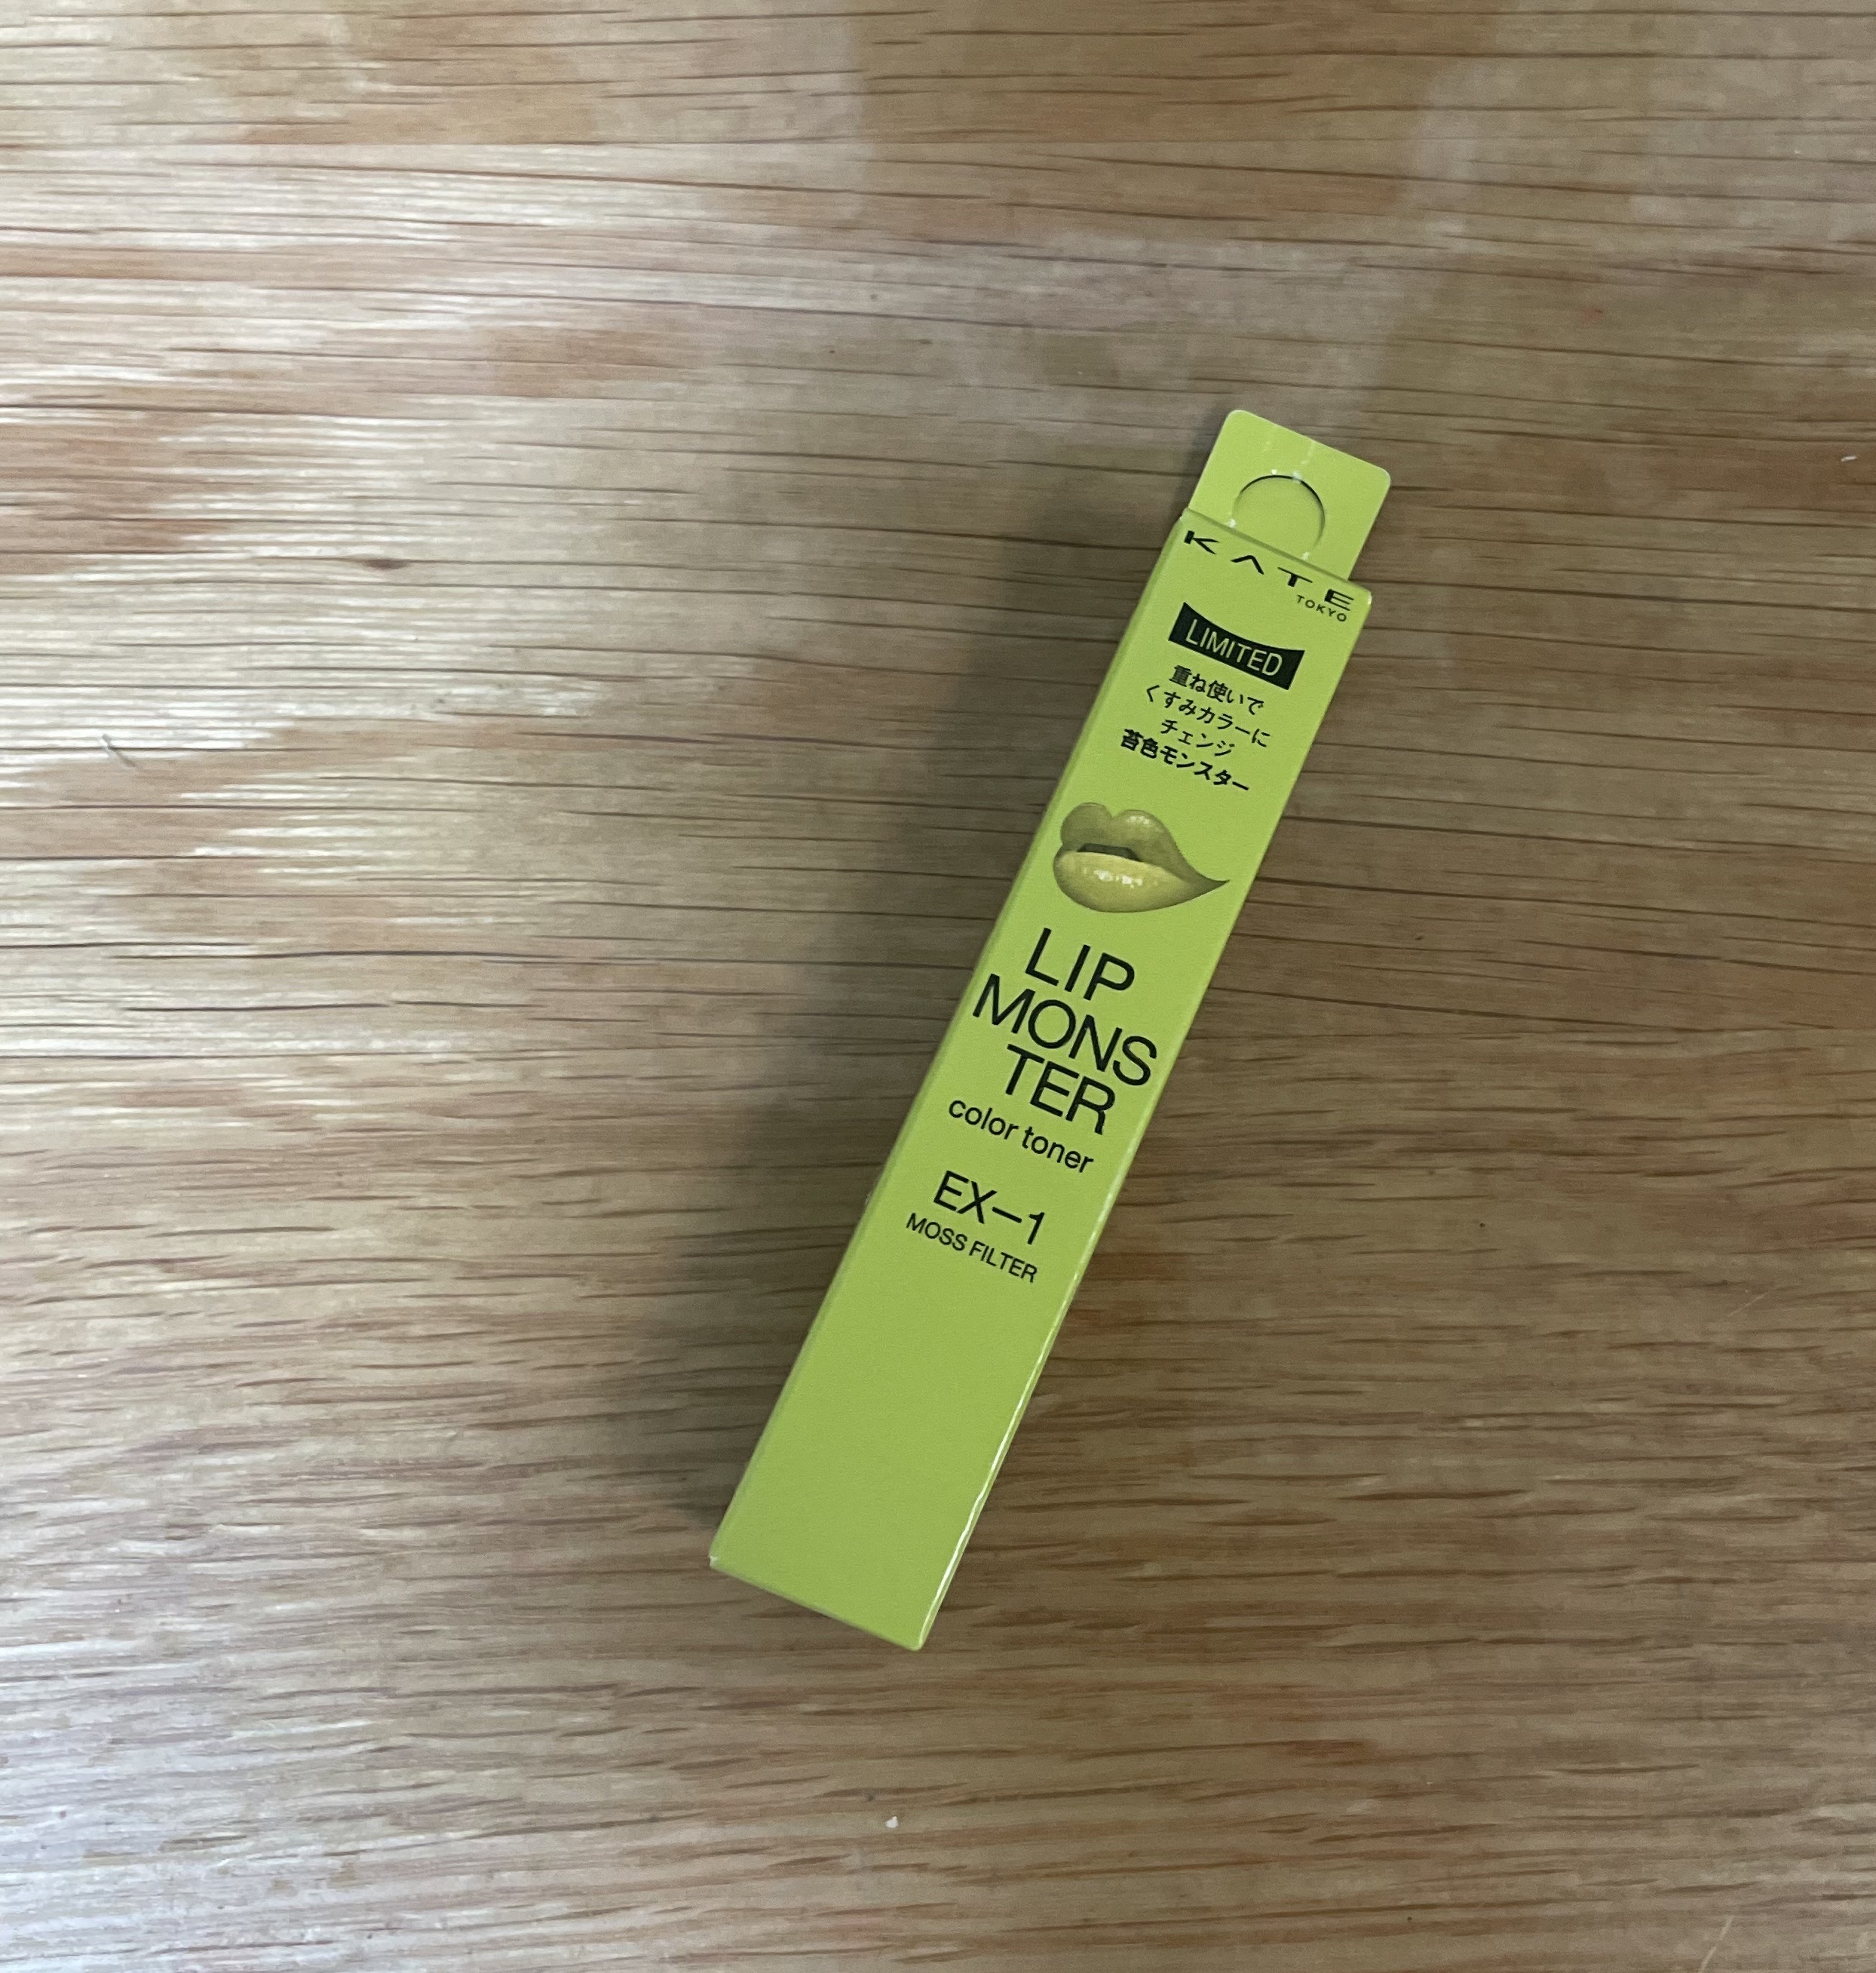 KATE
TOKYO
LIMITED
重ね使いで
くすみカラーに
チェンジ
苔色モンスター
LIP
MONS
TER
color toner
EX-1
MOSS FILTER